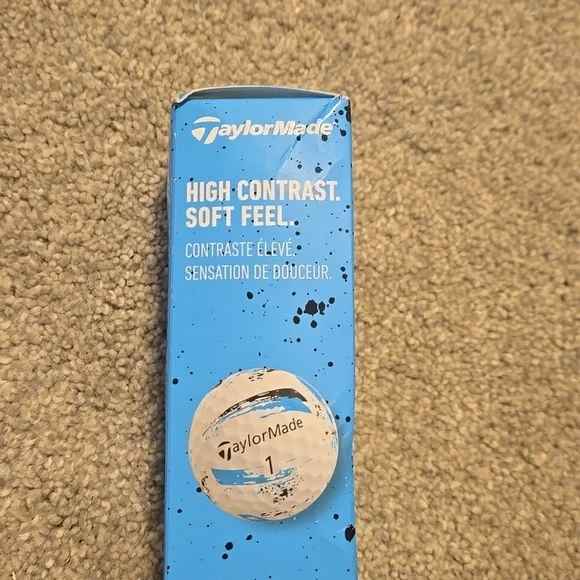 TaylorMade
HIGH CONTRAST.
SOFT FEEL.
CONTRASTE ÉLEVÉ.
SENSATION DE DOUCEUR.
TaylorMade
1